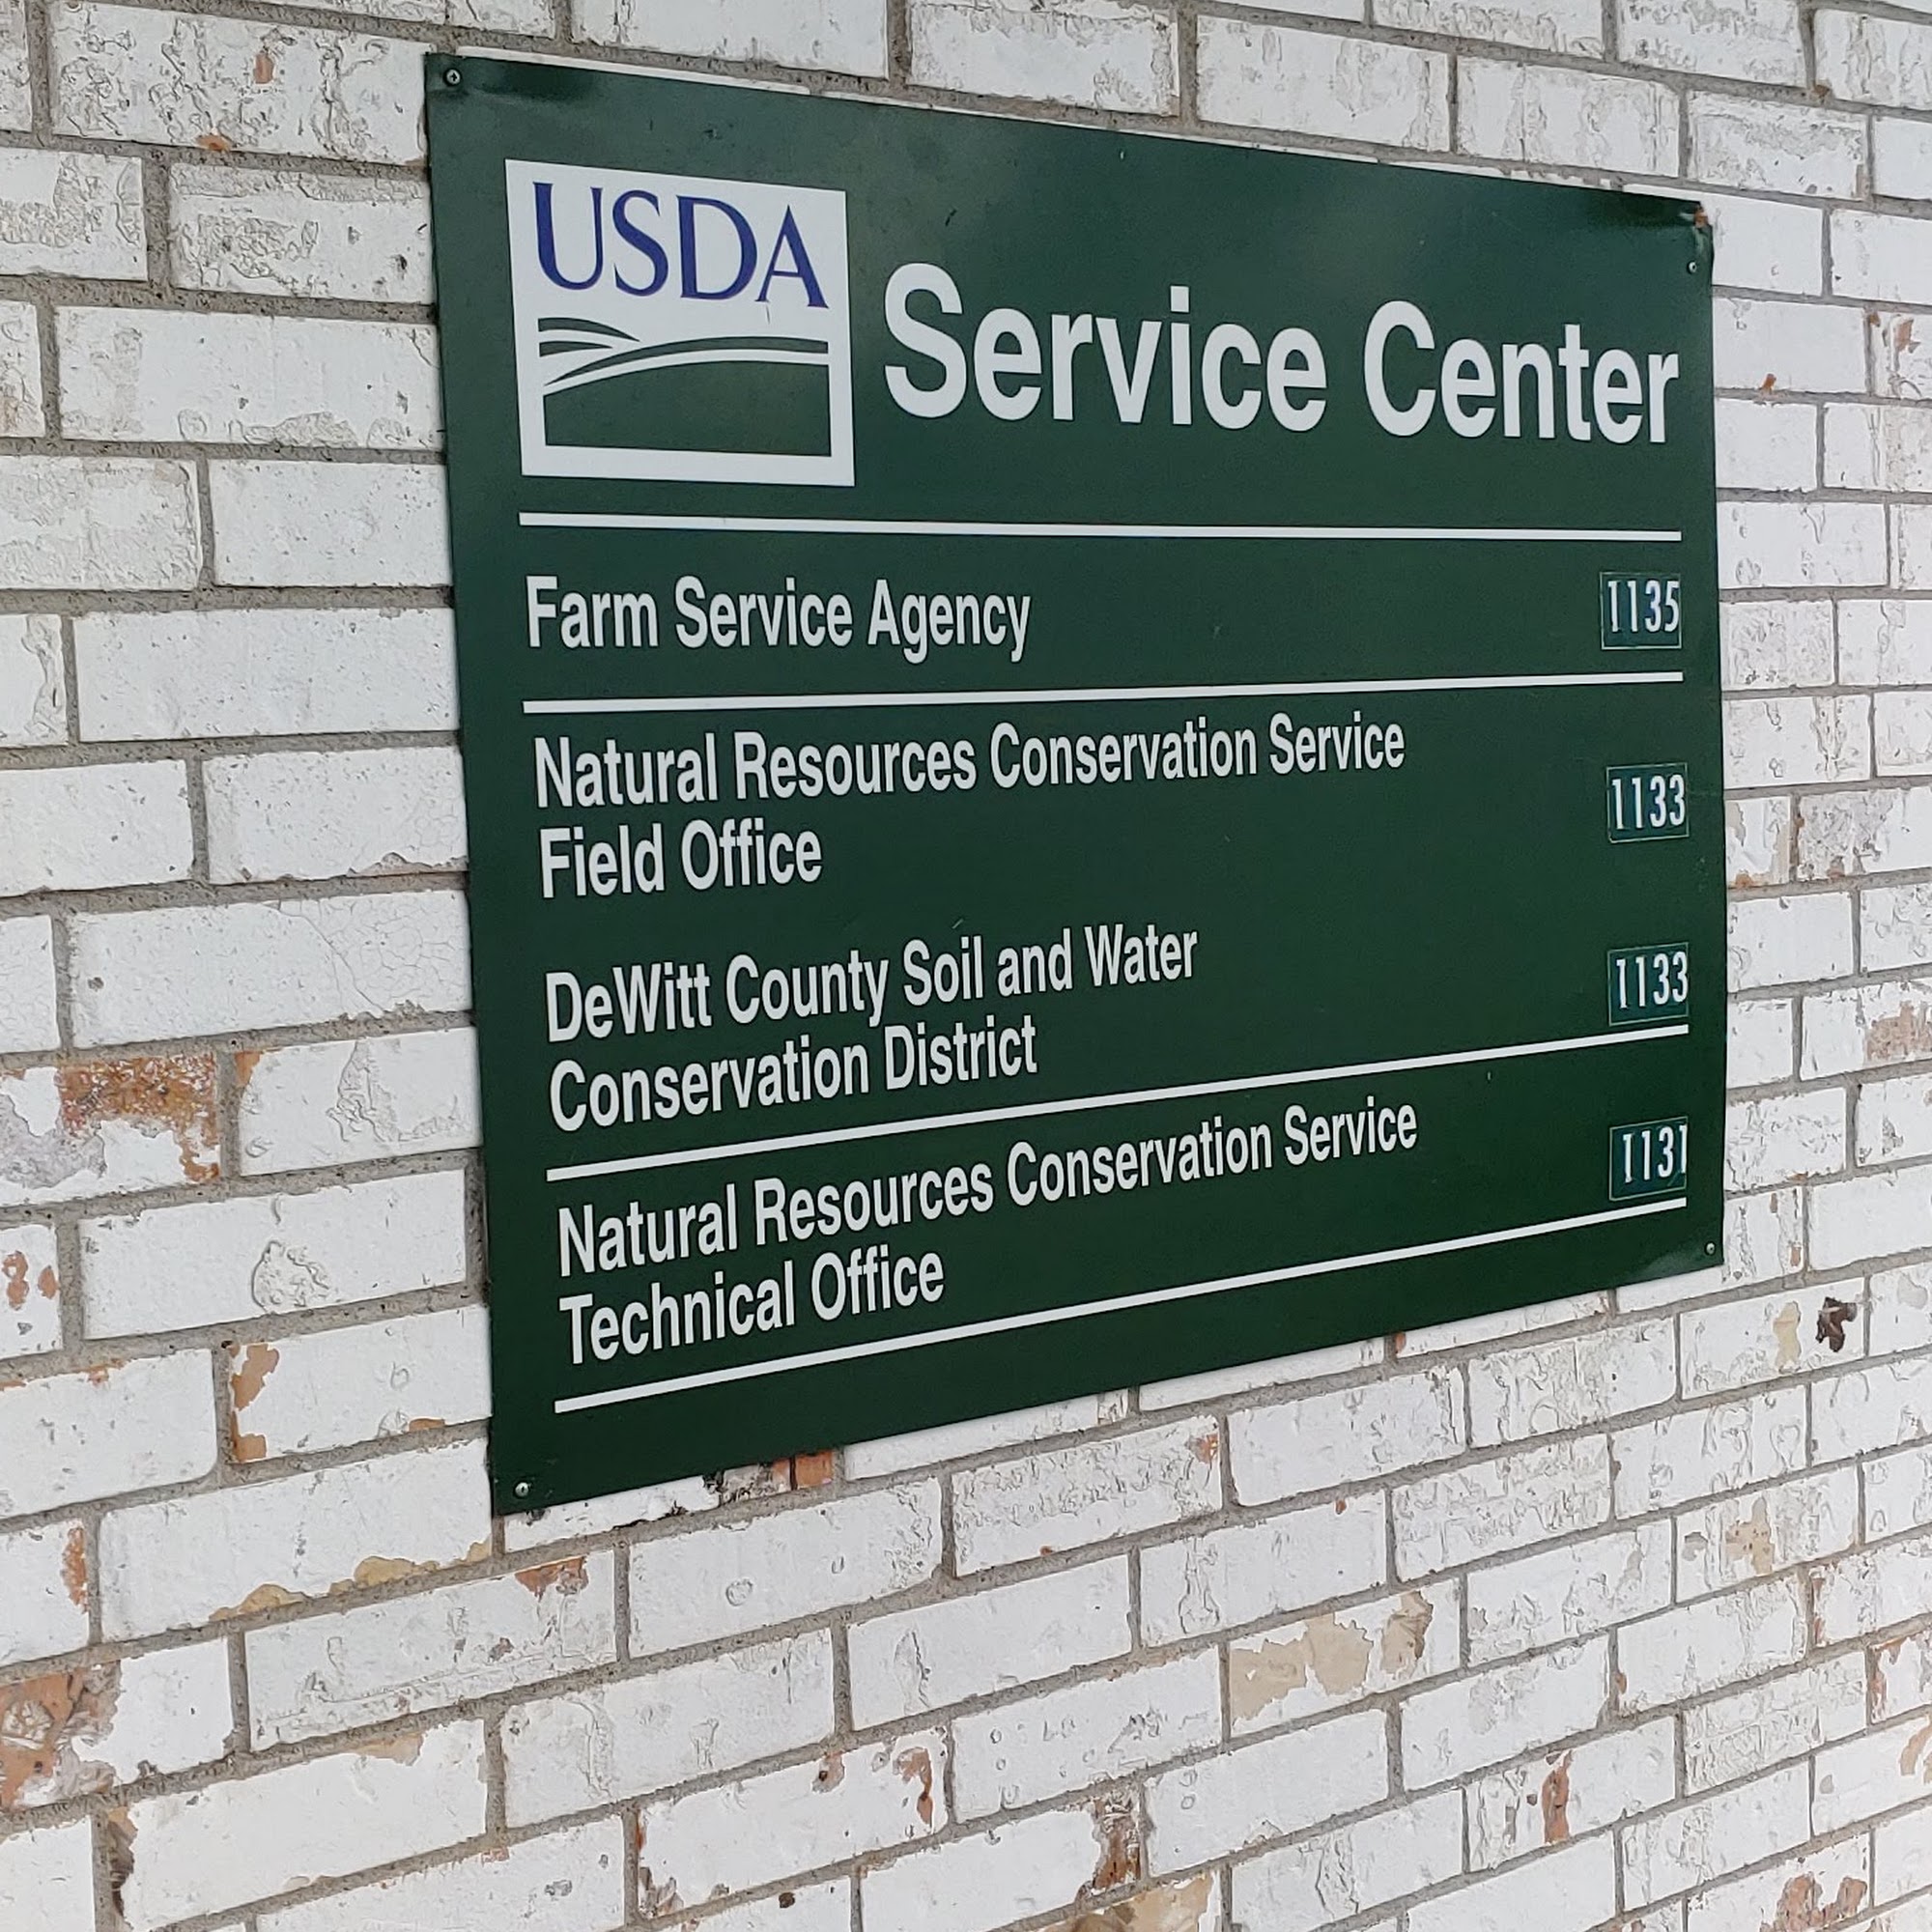 USDA
Service Center
Farm Service Agency 1135
Natural Resources Conservation Service
Field Office 1133
DeWitt County Soil and Water
Conservation District 1133
Natural Resources Conservation Service
Technical Office 1131